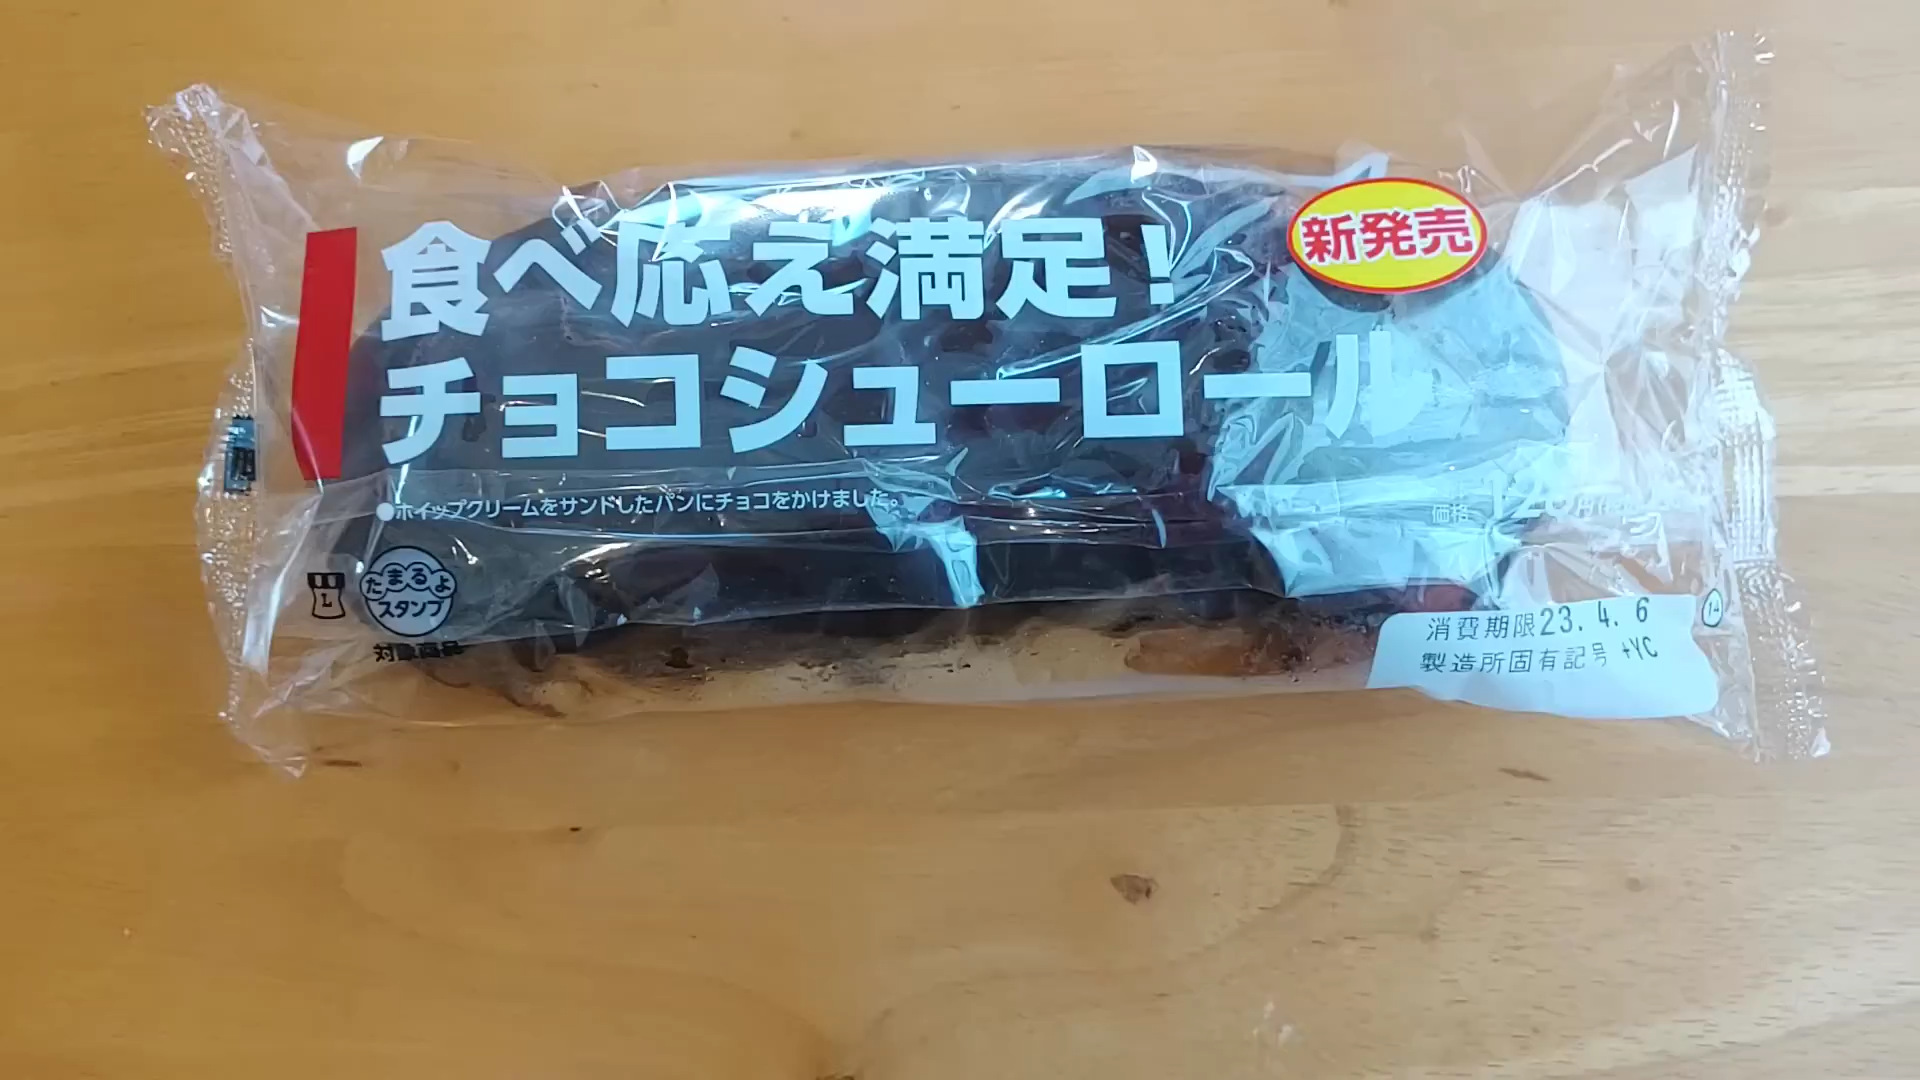 食べ応え満足!
新発売
チョコシューロール
●ホイップクリームをサンドしたパンにチョコをかけました。
価格
L
たまるよ
スタンプ
対象商品
消費期限23.4.6
製造所固有記号 +YC
14